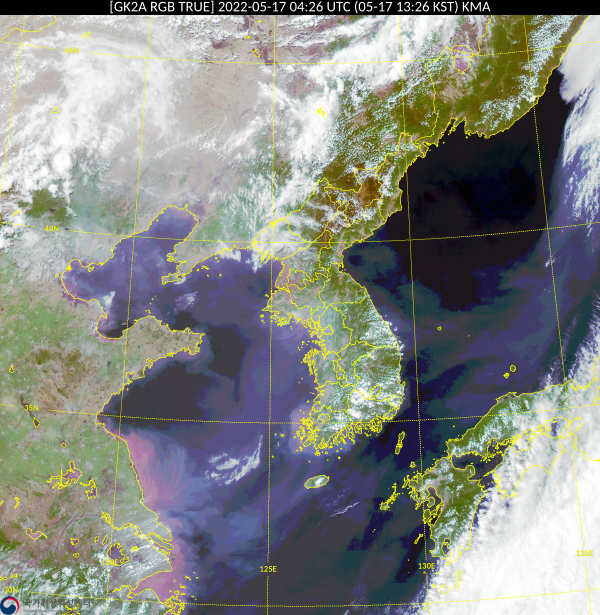 [GK2A RGB TRUE] 2022-05-17 04:26 UTC (05-17 13:26 KST) KMA
40N
35N
125E
130E
135E